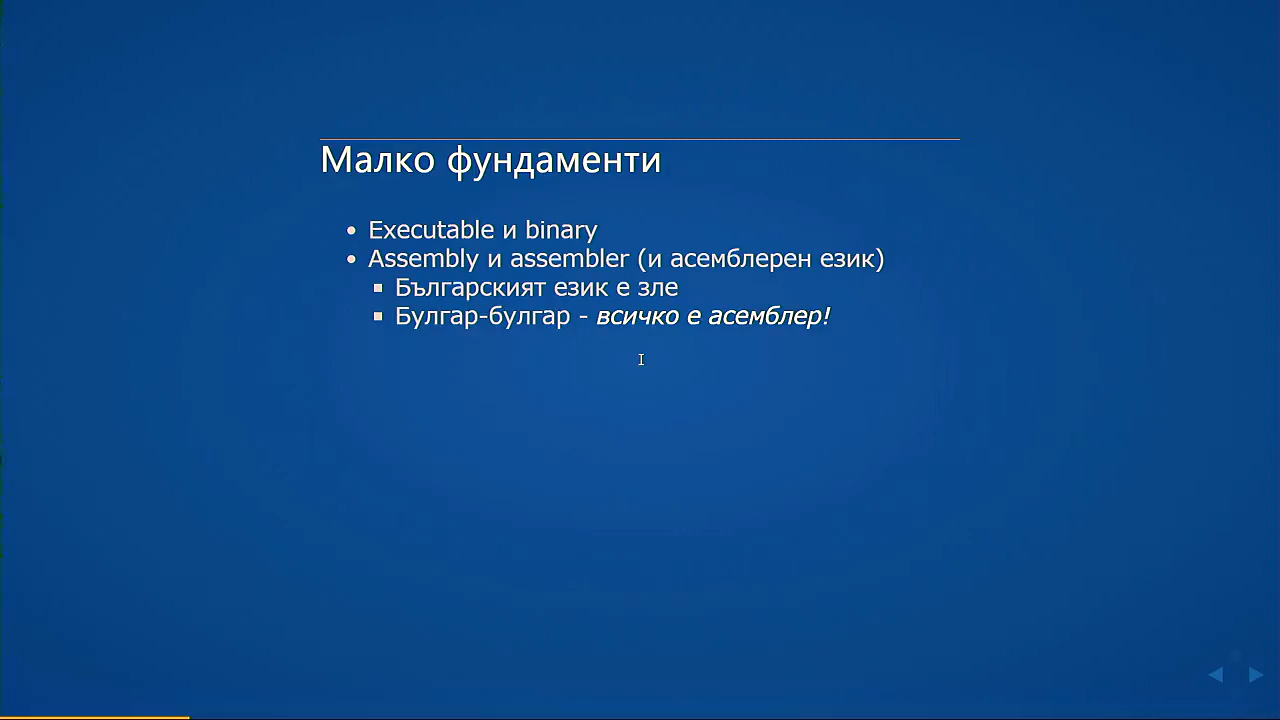 Малко фундаменти
Executable и binary
Assembly и assembler (и асемблерен език)
Българският език е зле
Булгар-булгар - всичко е асемблер!